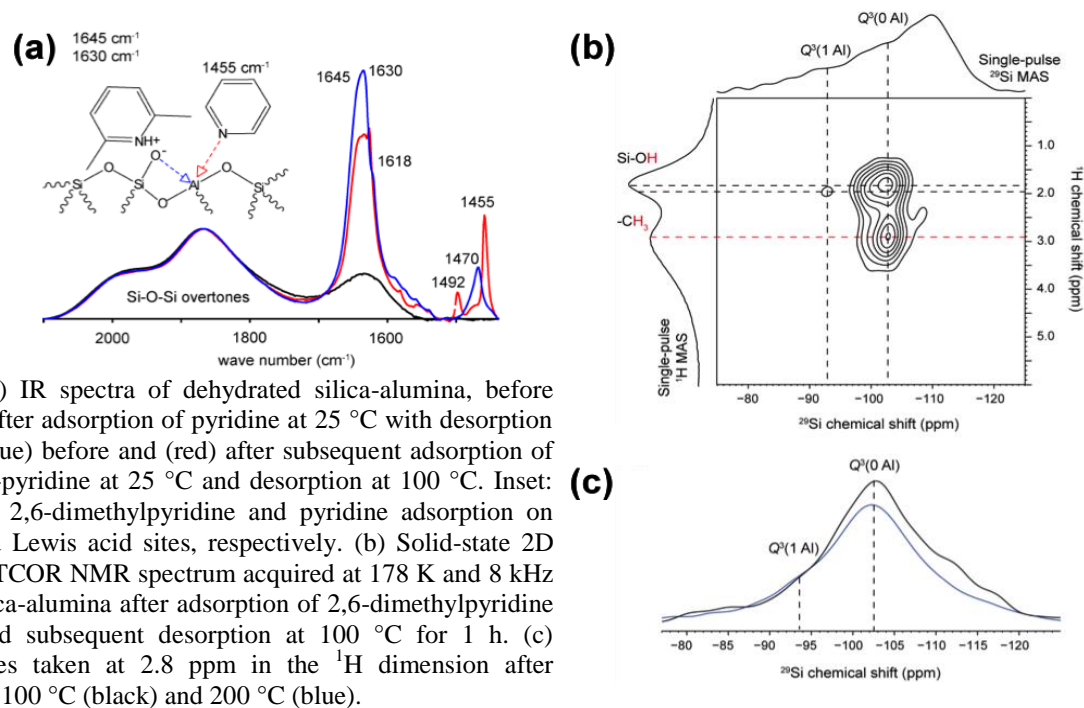 (a)
1645 cm⁻¹
1630 cm⁻¹
1455 cm⁻¹
NH+
N
O O⁻ O
Si Si Al Si
O
1645 1630
1618
1455
1470
1492
Si-O-Si overtones
2000 1800 1600
wave number (cm⁻¹)
) IR spectra of dehydrated silica-alumina, before
fter adsorption of pyridine at 25 °C with desorption
ue) before and (red) after subsequent adsorption of
-pyridine at 25 °C and desorption at 100 °C. Inset:
2,6-dimethylpyridine and pyridine adsorption on
Lewis acid sites, respectively. (b) Solid-state 2D
TCOR NMR spectrum acquired at 178 K and 8 kHz
ca-alumina after adsorption of 2,6-dimethylpyridine
d subsequent desorption at 100 °C for 1 h. (c)
es taken at 2.8 ppm in the ¹H dimension after
100 °C (black) and 200 °C (blue).
(b)
Q³(0 Al)
Q³(1 Al)
Single-pulse
²⁹Si MAS
Si-OH
-CH₃
Single-pulse
¹H MAS
1.0
2.0
3.0
4.0
5.0
¹H chemical shift (ppm)
−80 −90 −100 −110 −120
²⁹Si chemical shift (ppm)
(c)
Q³(0 Al)
Q³(1 Al)
−80 −85 −90 −95 −100 −105 −110 −115 −120
²⁹Si chemical shift (ppm)